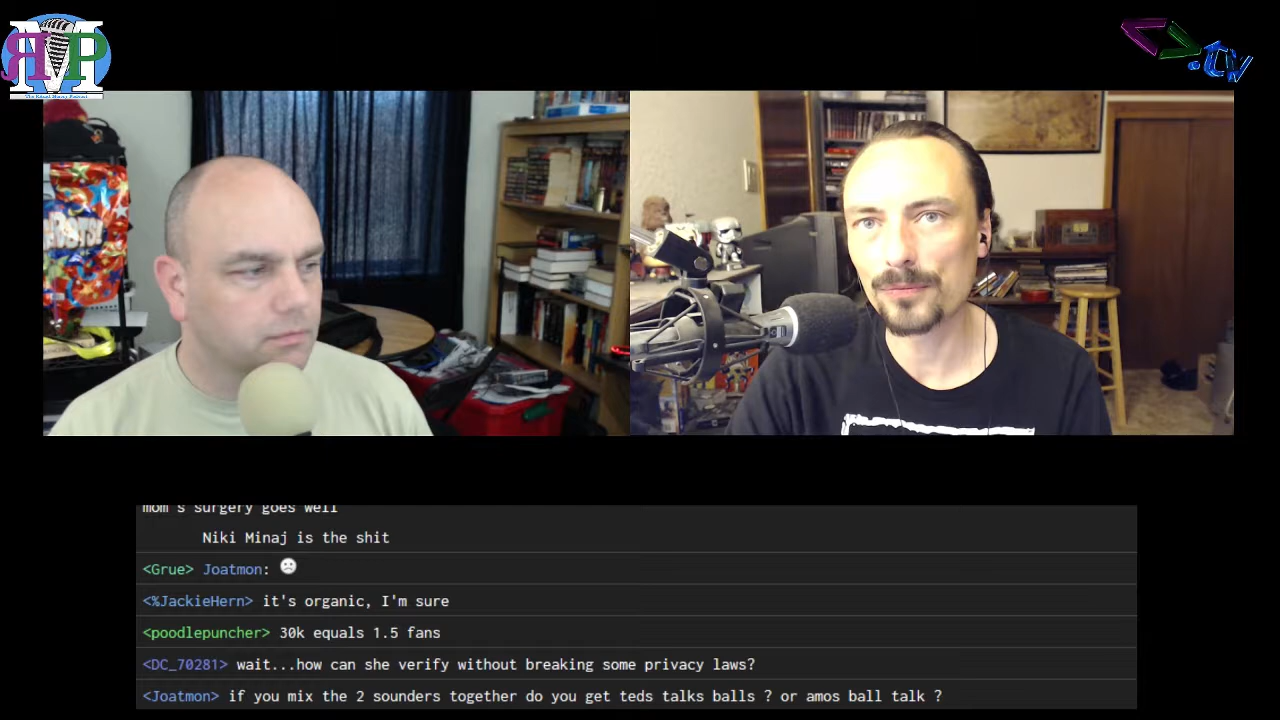 RMP
.tv
mom's surgery goes well
Niki Minaj is the shit
<Grue> Joatmon:
<%JackieHern> it's organic, I'm sure
<poodlepuncher> 30k equals 1.5 fans
<DC_70281> wait...how can she verify without breaking some privacy laws?
<Joatmon> if you mix the 2 sounders together do you get teds talks balls ? or amos ball talk ?